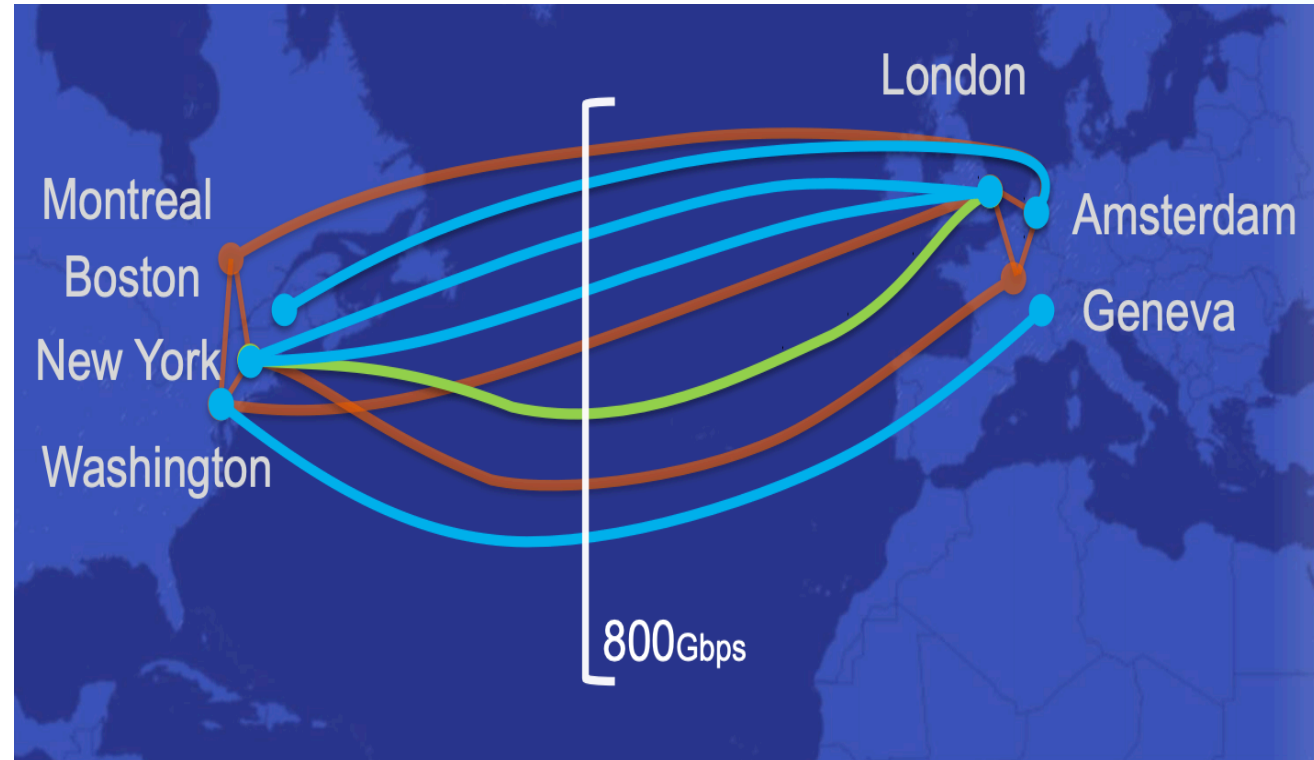 London
Montreal
Amsterdam
Boston
Geneva
New York
Washington
800Gbps